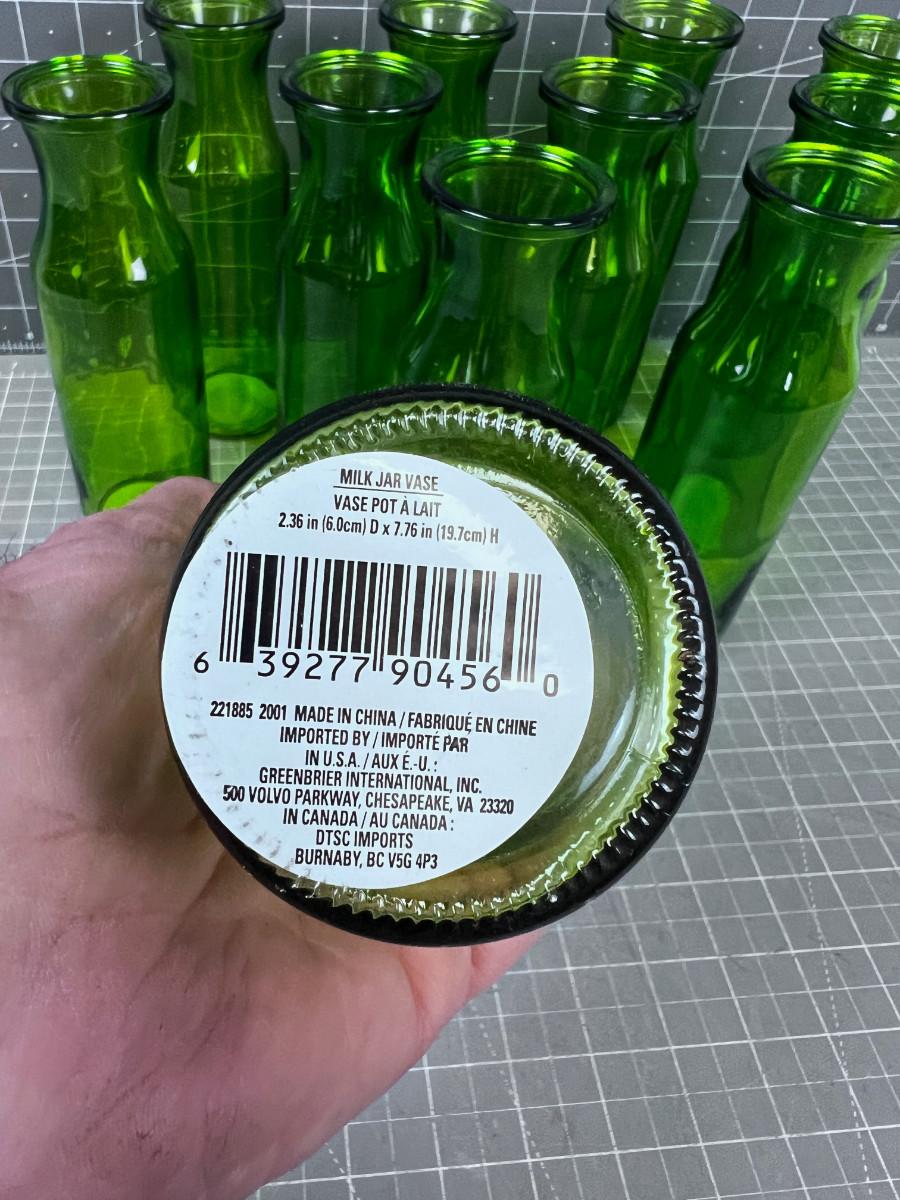 MILK JAR VASE
VASE POT À LAIT
2.36 in (6.0cm) D x 7.76 in (19.7cm) H
6 39277 90456 0
221885 2001 MADE IN CHINA / FABRIQUÉ EN CHINE
IMPORTED BY / IMPORTÉ PAR
IN U.S.A. / AUX É.-U. :
GREENBRIER INTERNATIONAL, INC.
500 VOLVO PARKWAY, CHESAPEAKE, VA 23320
IN CANADA / AU CANADA :
DTSC IMPORTS
BURNABY, BC V5G 4P3